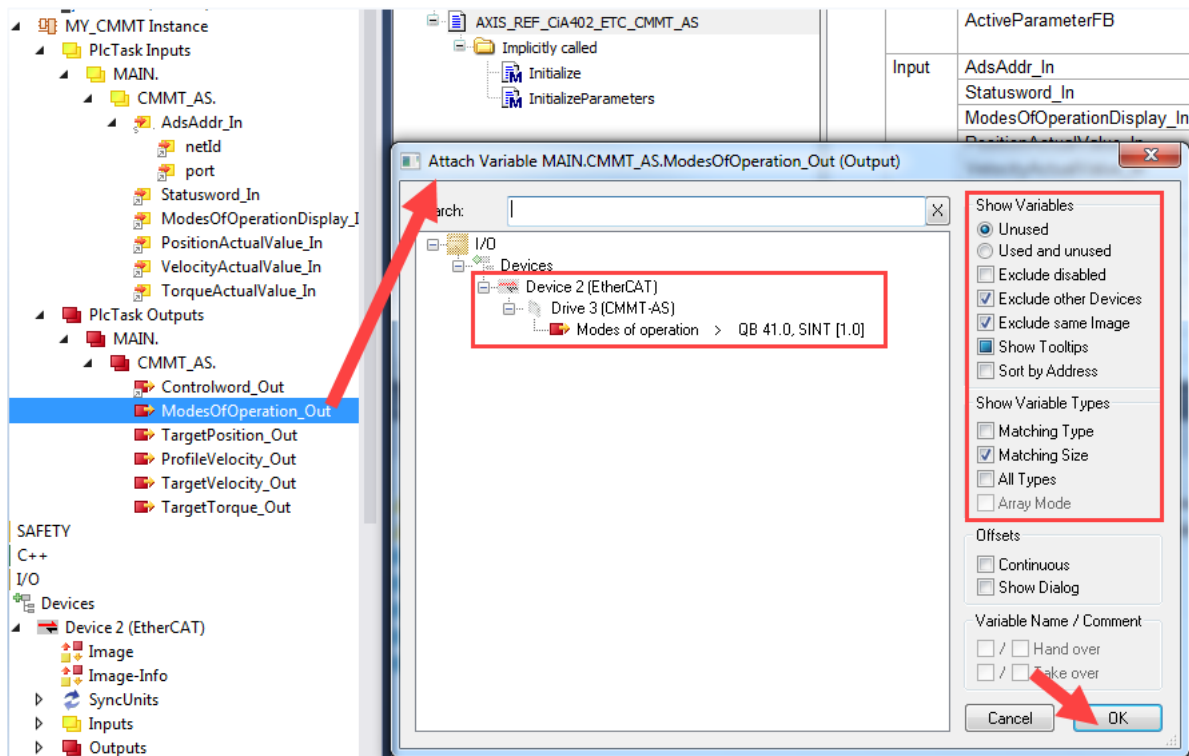 MY_CMMT Instance
PlcTask Inputs
MAIN.
CMMT_AS.
AdsAddr_In
netId
port
Statusword_In
ModesOfOperationDisplay_I
PositionActualValue_In
VelocityActualValue_In
TorqueActualValue_In
PlcTask Outputs
MAIN.
CMMT_AS.
Controlword_Out
ModesOfOperation_Out
TargetPosition_Out
ProfileVelocity_Out
TargetVelocity_Out
TargetTorque_Out
SAFETY
C++
I/O
Devices
Device 2 (EtherCAT)
Image
Image-Info
SyncUnits
Inputs
Outputs
AXIS_REF_CiA402_ETC_CMMT_AS
Implicitly called
Initialize
InitializeParameters
ActiveParameterFB
Input AdsAddr_In
Statusword_In
ModesOfOperationDisplay_In
Attach Variable MAIN.CMMT_AS.ModesOfOperation_Out (Output)
arch:
X
I/O
Devices
Device 2 (EtherCAT)
Drive 3 (CMMT-AS)
Modes of operation > QB 41.0, SINT [1.0]
Show Variables
Unused
Used and unused
Exclude disabled
Exclude other Devices
Exclude same Image
Show Tooltips
Sort by Address
Show Variable Types
Matching Type
Matching Size
All Types
Array Mode
Offsets
Continuous
Show Dialog
Variable Name / Comment
/ Hand over
/ Take over
Cancel OK